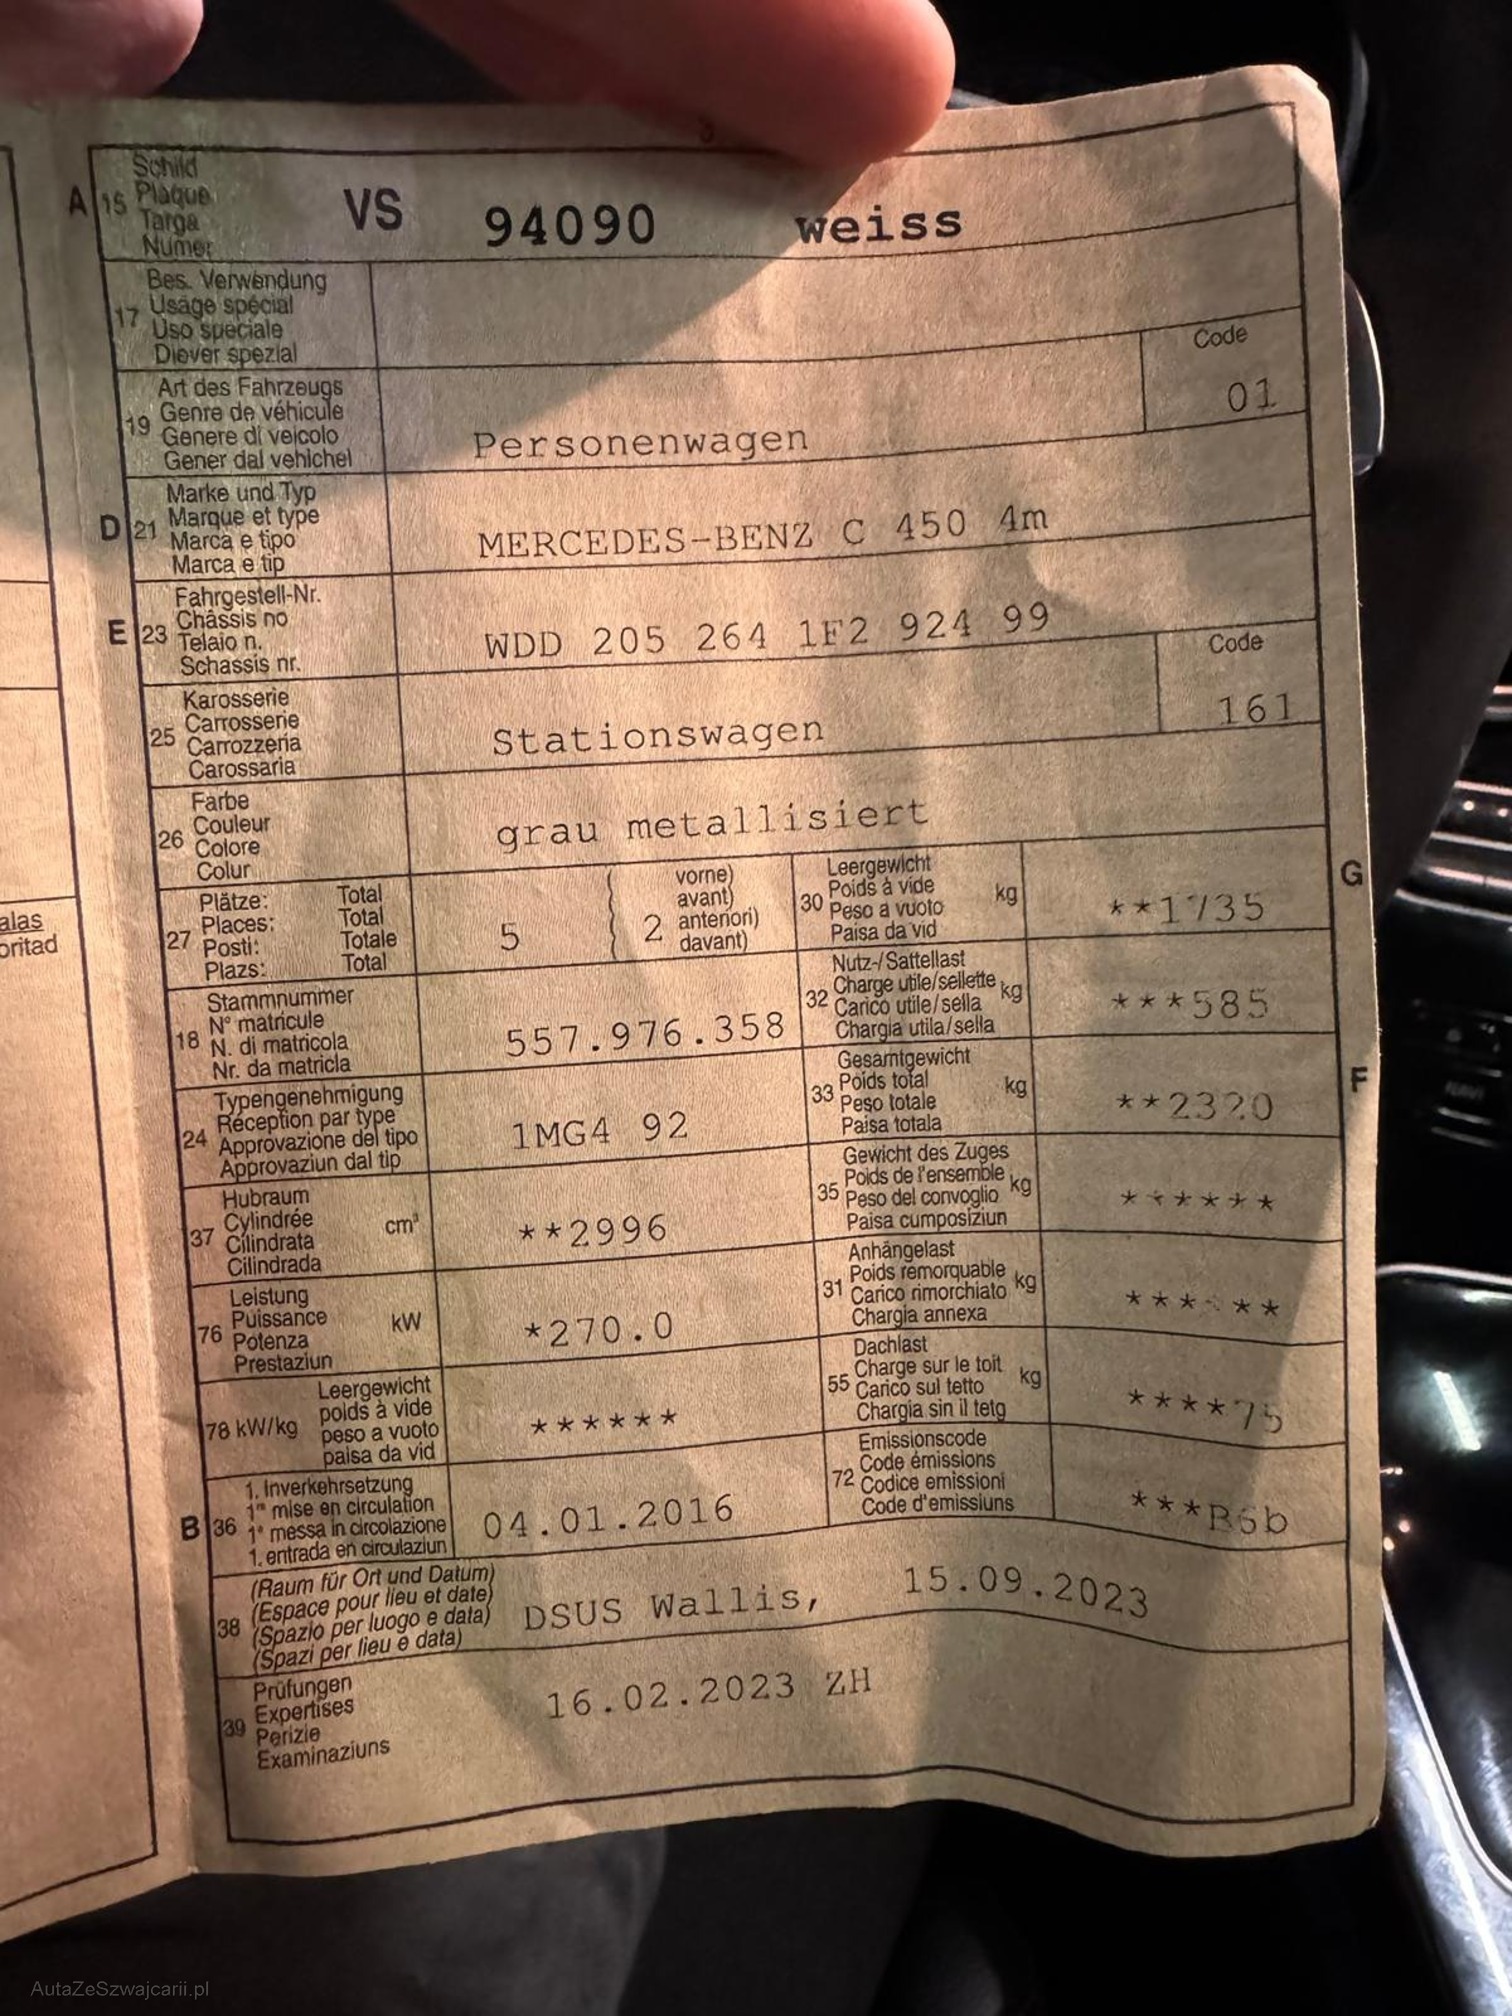 A 15 Schild
Plaque
Targa
Numer
VS 94090 weiss
17 Bes. Verwendung
Usage spécial
Uso speciale
Diever spezial
19 Art des Fahrzeugs
Genre de véhicule
Genere di veicolo
Gener dal vehichel
Personenwagen
Code
01
D 21 Marke und Typ
Marque et type
Marca e tipo
Marca e tip
MERCEDES-BENZ C 450 4m
E 23 Fahrgestell-Nr.
Châssis no
Telaio n.
Schassis nr.
WDD 205 264 1F2 924 99
25 Karosserie
Carrosserie
Carrozzeria
Carossaria
Stationswagen
Code
161
26 Farbe
Couleur
Colore
Colur
grau metallisiert
27 Plätze: Total
Places: Total
Posti: Totale
Plazs: Total
5 { 2
vorne)
avant)
anteriori)
davant)
G
30 Leergewicht
Poids à vide
Peso a vuoto
Paisa da vid
kg
**1735
18 Stammnummer
N° matricule
N. di matricola
Nr. da matricla
557.976.358
32 Nutz-/Sattellast
Charge utile/sellette
Carico utile/sella
Chargia utila/sella
kg
***585
24 Typengenehmigung
Réception par type
Approvazione del tipo
Approvaziun dal tip
1MG4 92
F
33 Gesamtgewicht
Poids total
Peso totale
Paisa totala
kg
**2320
37 Hubraum
Cylindrée
Cilindrata
Cilindrada
cm³
**2996
35 Gewicht des Zuges
Poids de l'ensemble
Peso del convoglio
Paisa cumposiziun
kg
******
76 Leistung
Puissance
Potenza
Prestaziun
kW
*270.0
31 Anhängelast
Poids remorquable
Carico rimorchiato
Chargia annexa
kg
******
78 kW/kg
Leergewicht
poids à vide
peso a vuoto
paisa da vid
******
55 Dachlast
Charge sur le toit
Carico sul tetto
Chargia sin il tetg
kg
****75
B 36 1. Inverkehrsetzung
1re mise en circulation
1a messa in circolazione
1. entrada en circulaziun
04.01.2016
72 Emissionscode
Code émissions
Codice emissioni
Code d'emissiuns
***B6b
38 (Raum für Ort und Datum)
(Espace pour lieu et date)
(Spazio per luogo e data)
(Spazi per lieu e data)
DSUS Wallis, 15.09.2023
39 Prüfungen
Expertises
Perizie
Examinaziuns
16.02.2023 ZH
alas
oritad
AutaZeSzwajcarii.pl